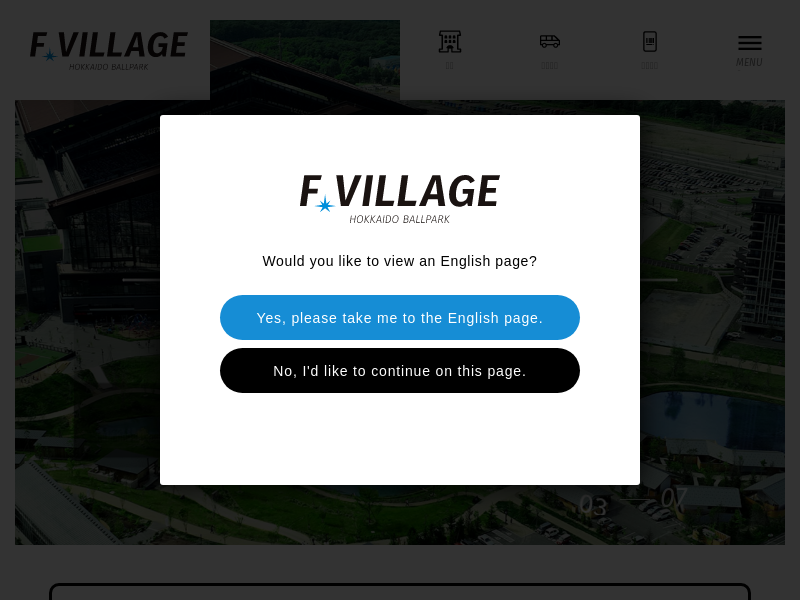 F VILLAGE
HOKKAIDO BALLPARK
MENU
F VILLAGE
HOKKAIDO BALLPARK
Would you like to view an English page?
Yes, please take me to the English page.
No, I'd like to continue on this page.
03
07